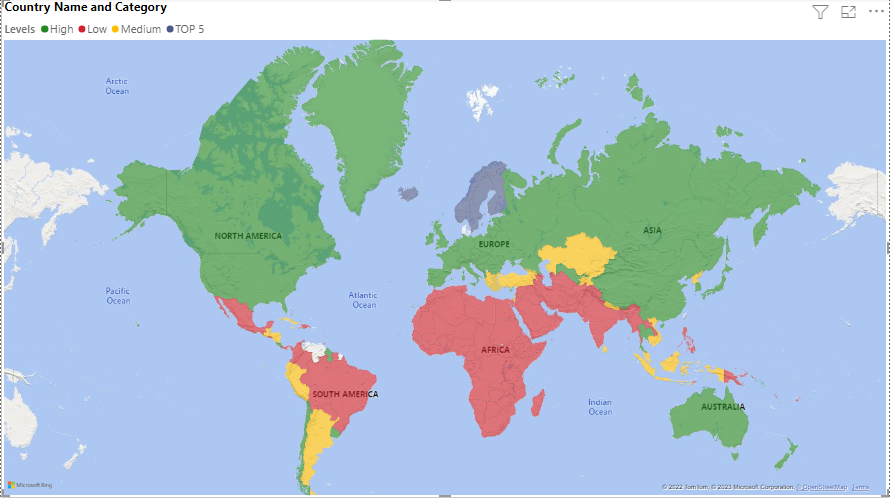 Country Name and Category
Levels High Low Medium TOP 5
Arctic
Ocean
NORTH AMERICA
ASIA
EUROPE
Pacific
Ocean
Atlantic
Ocean
AFRICA
SOUTH AMERICA
Indian
Ocean
AUSTRALIA
Microsoft Bing
© 2022 TomTom, © 2023 Microsoft Corporation, © OpenStreetMap Terms